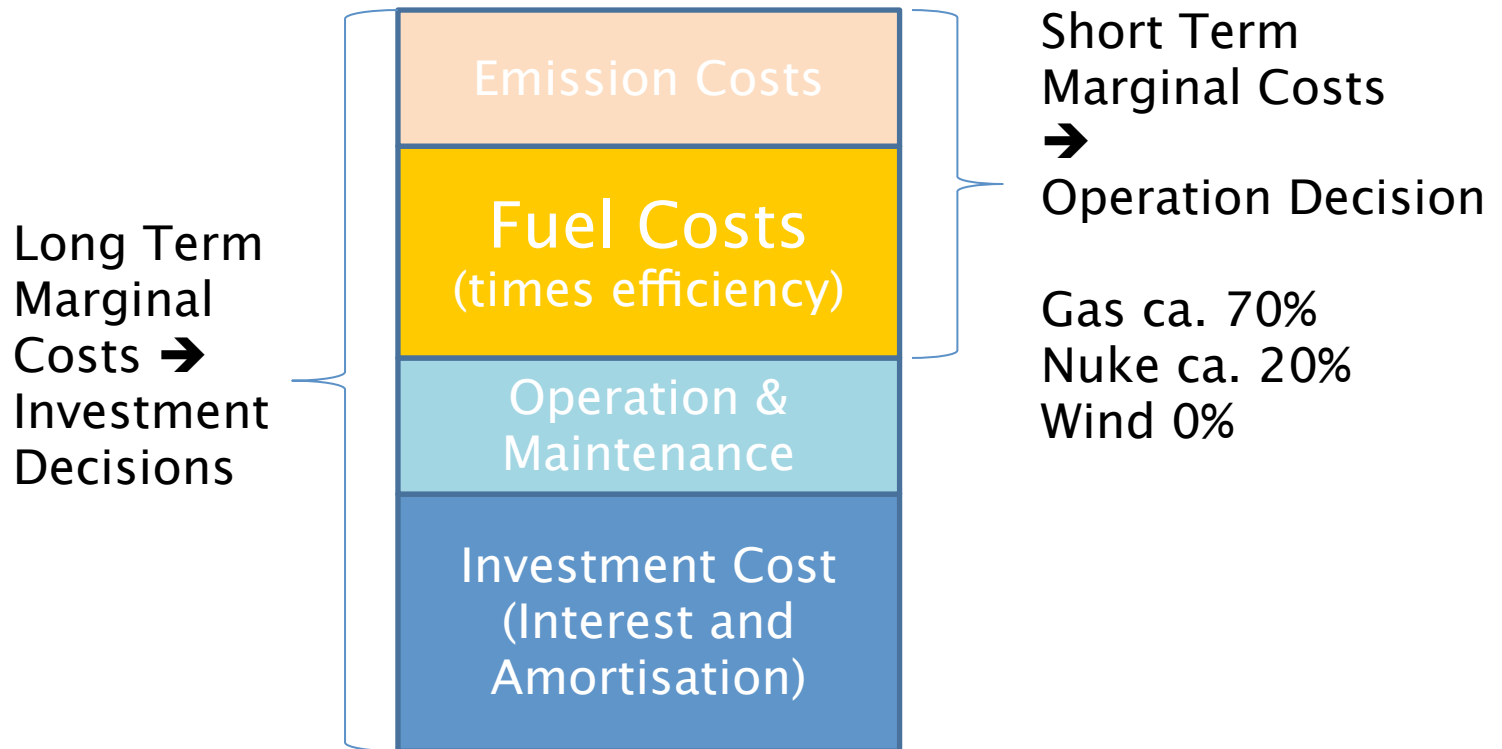 Long Term
Marginal
Costs ➔
Investment
Decisions
Emission Costs
Fuel Costs
(times efficiency)
Operation &
Maintenance
Investment Cost
(Interest and
Amortisation)
Short Term
Marginal Costs
➔
Operation Decision
Gas ca. 70%
Nuke ca. 20%
Wind 0%